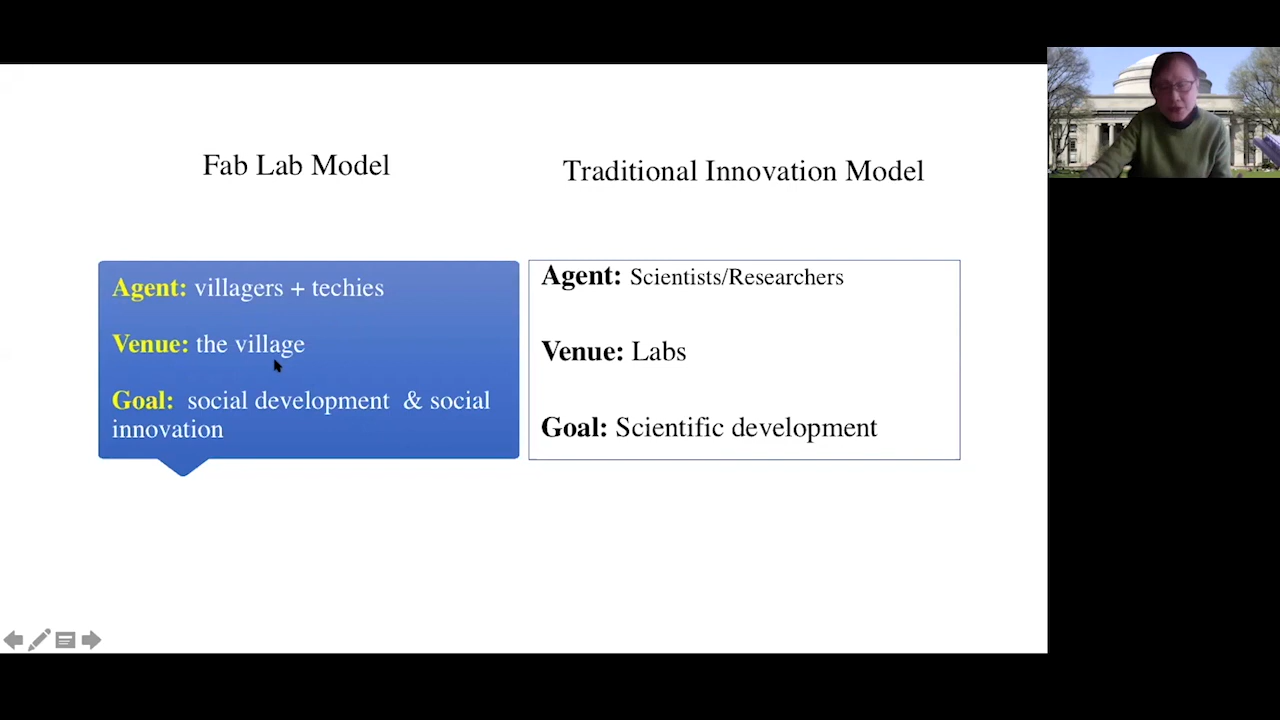 Fab Lab Model
Traditional Innovation Model
Agent: villagers + techies
Venue: the village
Goal: social development & social
innovation
Agent: Scientists/Researchers
Venue: Labs
Goal: Scientific development